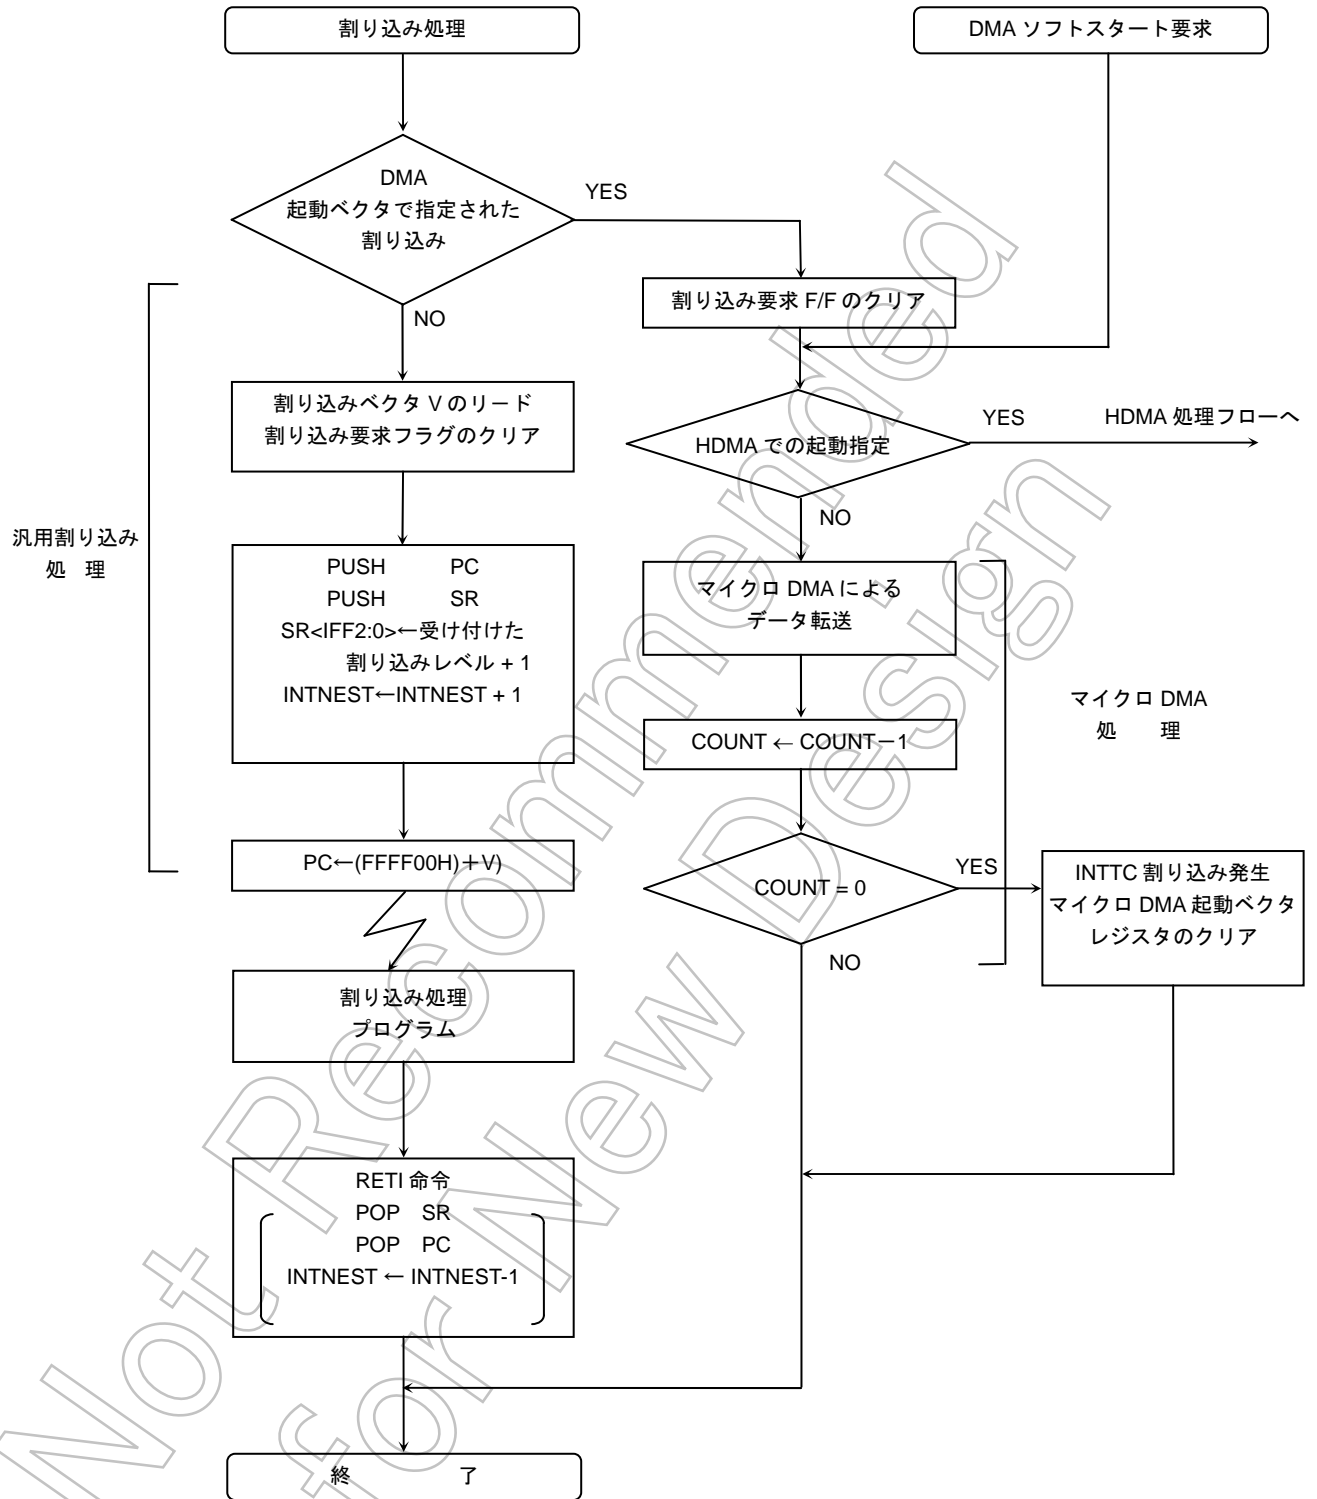 割り込み処理
DMA ソフトスタート要求
DMA
起動ベクタで指定された
割り込み
YES
NO
割り込み要求 F/F のクリア
割り込みベクタ V のリード
割り込み要求フラグのクリア
HDMA での起動指定
YES
HDMA 処理フローへ
NO
汎用割り込み
処 理
PUSH PC
PUSH SR
SR<IFF2:0>←受け付けた
割り込みレベル + 1
INTNEST←INTNEST + 1
マイクロ DMA による
データ転送
マイクロ DMA
処 理
COUNT ← COUNT－1
PC←(FFFF00H)＋V)
COUNT = 0
YES
NO
INTTC 割り込み発生
マイクロ DMA 起動ベクタ
レジスタのクリア
割り込み処理
プログラム
RETI 命令
POP SR
POP PC
INTNEST ← INTNEST-1
終 了
Not Recommended
for New Design